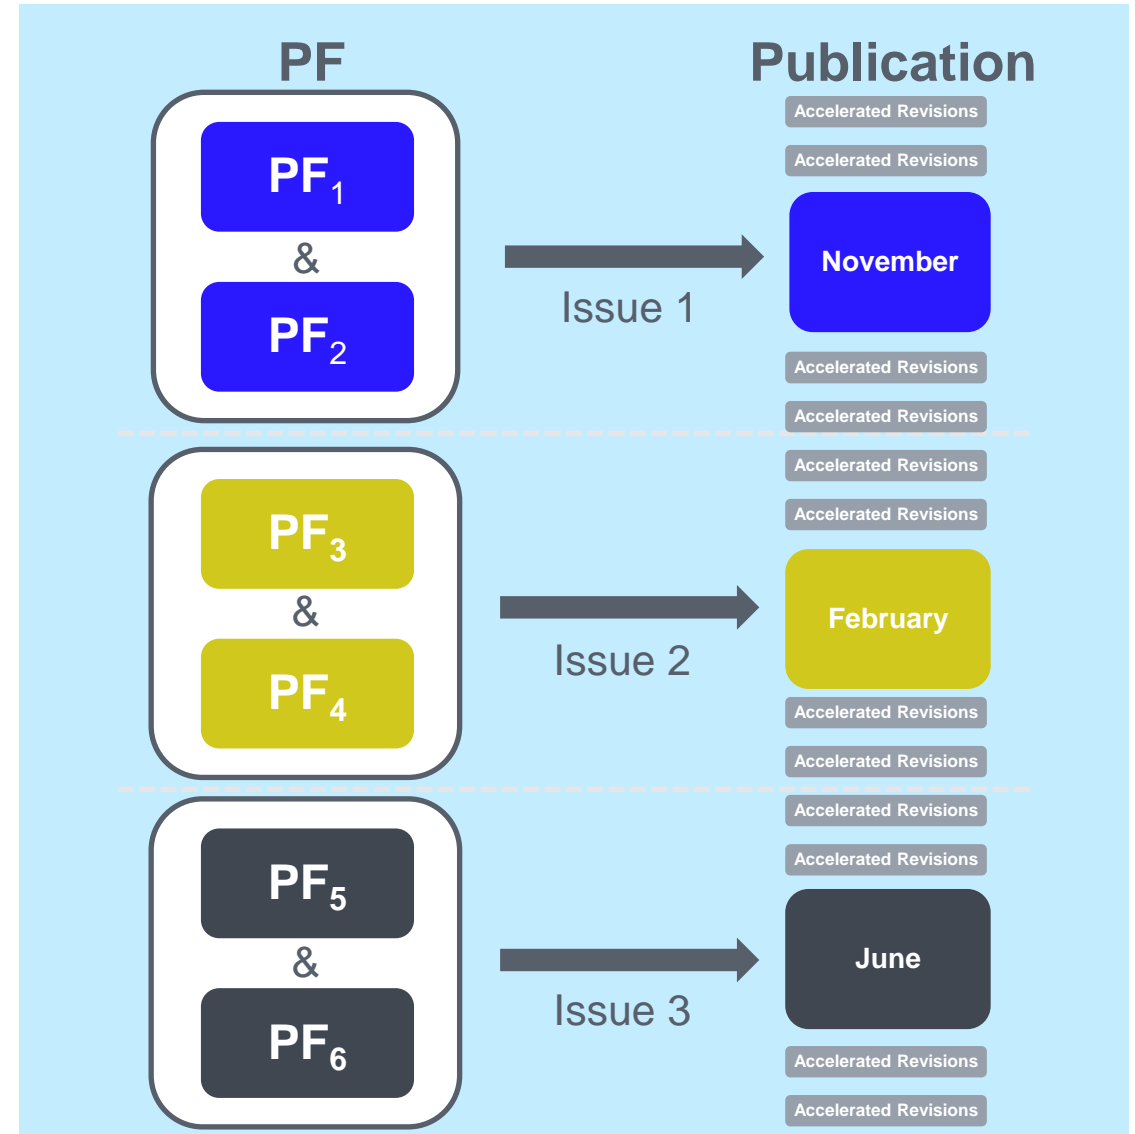 PF
Publication
Accelerated Revisions
Accelerated Revisions
PF1
&
PF2
Issue 1
November
Accelerated Revisions
Accelerated Revisions
Accelerated Revisions
Accelerated Revisions
PF3
&
PF4
Issue 2
February
Accelerated Revisions
Accelerated Revisions
Accelerated Revisions
Accelerated Revisions
PF5
&
PF6
Issue 3
June
Accelerated Revisions
Accelerated Revisions